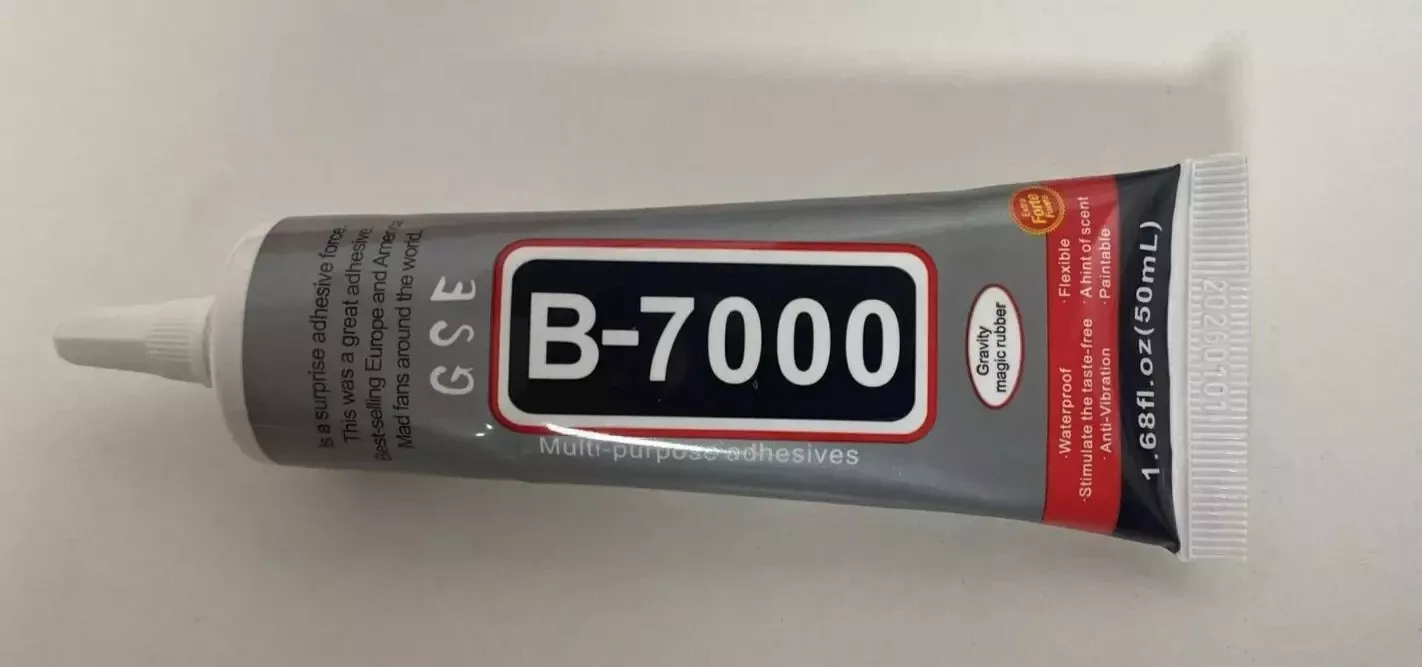 Is a surprise adhesive force.
This was a great adhesive.
Best-selling Europe and America
Mad fans around the world.
GSE
B-7000
Multi-purpose adhesives
Gravity
magic rubber
Extra
Forte
·Waterproof ·Flexible
·Stimulate the taste-free ·A hint of scent
·Anti-Vibration ·Paintable
1.68fl.oz(50mL)
20260101